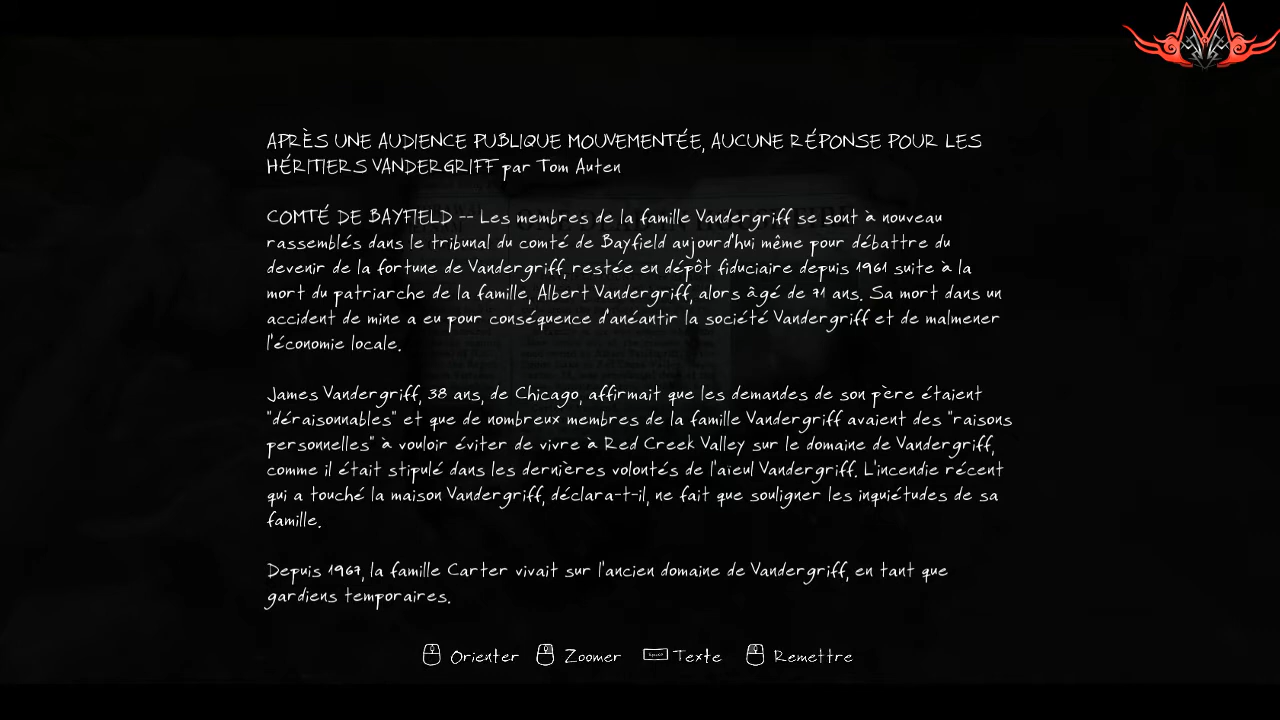 APRÈS UNE AUDIENCE PUBLIQUE MOUVEMENTÉE, AUCUNE RÉPONSE POUR LES
HÉRITIERS VANDERGRIFF par Tom Auten
COMTÉ DE BAYFIELD -- Les membres de la famille Vandergriff se sont à nouveau
rassemblés dans le tribunal du comté de Bayfield aujourd'hui même pour débattre du
devenir de la fortune de Vandergriff, restée en dépôt fiduciaire depuis 1961 suite à la
mort du patriarche de la famille, Albert Vandergriff, alors âgé de 71 ans. Sa mort dans un
accident de mine a eu pour conséquence d'anéantir la société Vandergriff et de malmener
l'économie locale.
James Vandergriff, 38 ans, de Chicago, affirmait que les demandes de son père étaient
"déraisonnables" et que de nombreux membres de la famille Vandergriff avaient des "raisons
personnelles" à vouloir éviter de vivre à Red Creek Valley sur le domaine de Vandergriff,
comme il était stipulé dans les dernières volontés de l'aïeul Vandergriff. L'incendie récent
qui a touché la maison Vandergriff, déclara-t-il, ne fait que souligner les inquiétudes de sa
famille.
Depuis 1967, la famille Carter vivait sur l'ancien domaine de Vandergriff, en tant que
gardiens temporaires.
Orienter Zoomer Texte Remettre